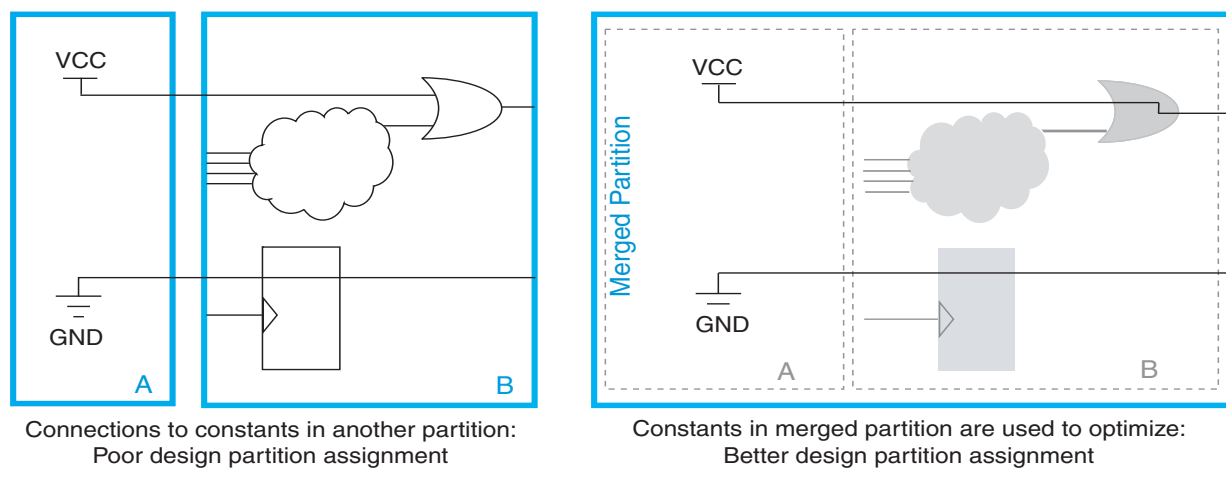 VCC
GND
A
B
Connections to constants in another partition:
Poor design partition assignment
Merged Partition
VCC
GND
A
B
Constants in merged partition are used to optimize:
Better design partition assignment